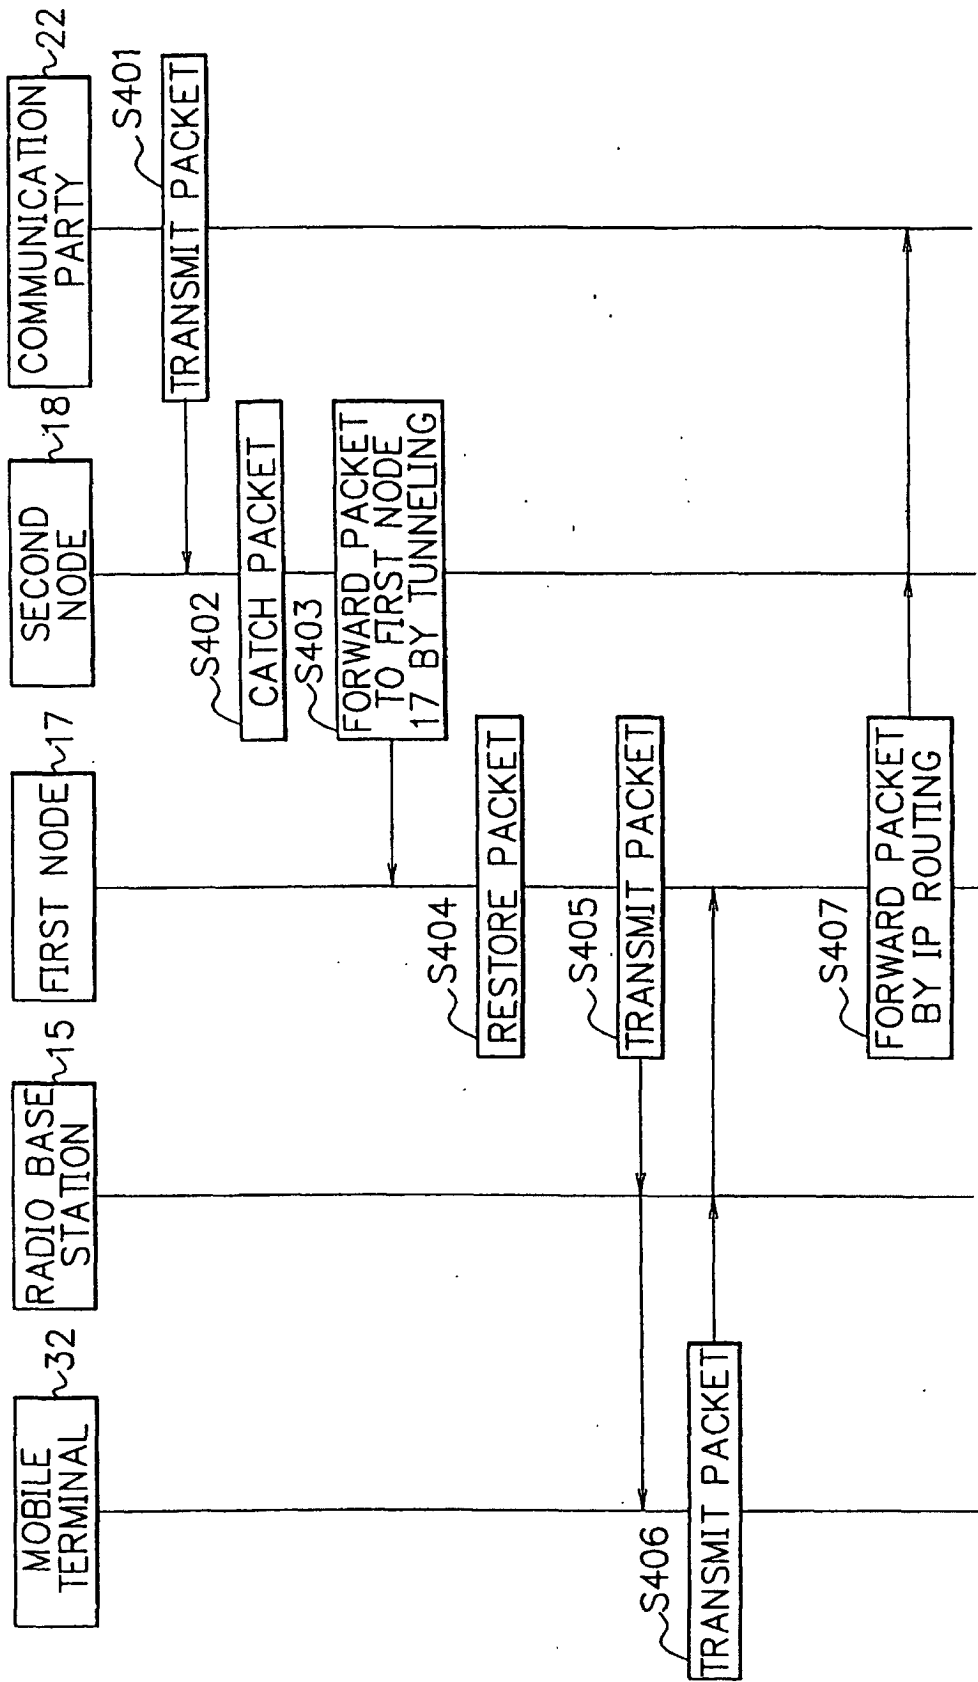 MOBILE
TERMINAL
32
RADIO BASE
STATION
15
FIRST NODE
17
SECOND
NODE
18
COMMUNICATION
PARTY
22
S401
TRANSMIT PACKET
S402
CATCH PACKET
S403
FORWARD PACKET
TO FIRST NODE
17 BY TUNNELING
S404
RESTORE PACKET
S405
TRANSMIT PACKET
S406
TRANSMIT PACKET
S407
FORWARD PACKET
BY IP ROUTING